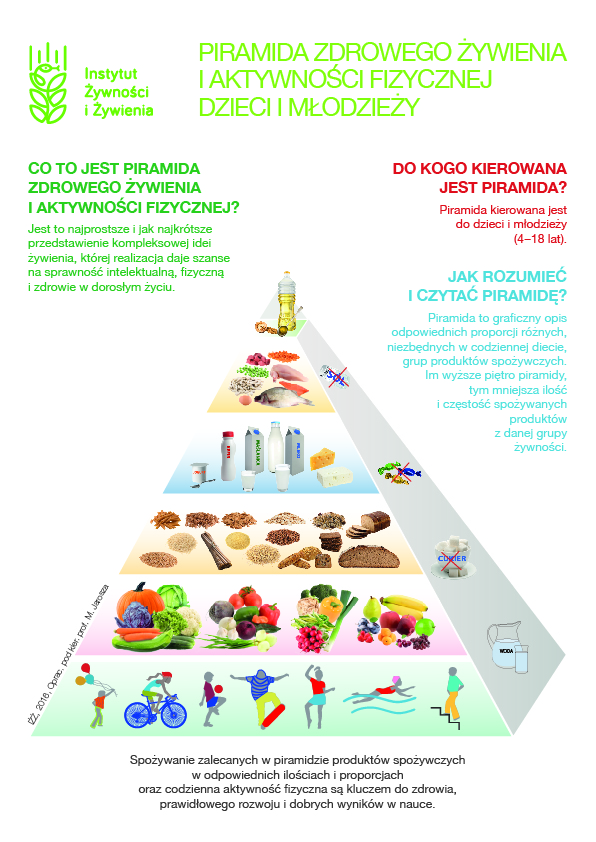 Instytut
Żywności
i Żywienia
PIRAMIDA ZDROWEGO ŻYWIENIA
I AKTYWNOŚCI FIZYCZNEJ
DZIECI I MŁODZIEŻY
CO TO JEST PIRAMIDA
ZDROWEGO ŻYWIENIA
I AKTYWNOŚCI FIZYCZNEJ?
Jest to najprostsze i jak najkrótsze
przedstawienie kompleksowej idei
żywienia, której realizacja daje szanse
na sprawność intelektualną, fizyczną
i zdrowie w dorosłym życiu.
DO KOGO KIEROWANA
JEST PIRAMIDA?
Piramida kierowana jest
do dzieci i młodzieży
(4–18 lat).
JAK ROZUMIEĆ
I CZYTAĆ PIRAMIDĘ?
Piramida to graficzny opis
odpowiednich proporcji różnych,
niezbędnych w codziennej diecie,
grup produktów spożywczych.
Im wyższe piętro piramidy,
tym mniejsza ilość
i częstość spożywanych
produktów
z danej grupy
żywności.
SÓL
KEFIR
MAŚLANKA
MLEKO
CUKIER
WODA
IŻŻ, 2016, Oprac. pod kier. prof. M. Jarosza
Spożywanie zalecanych w piramidzie produktów spożywczych
w odpowiednich ilościach i proporcjach
oraz codzienna aktywność fizyczna są kluczem do zdrowia,
prawidłowego rozwoju i dobrych wyników w nauce.